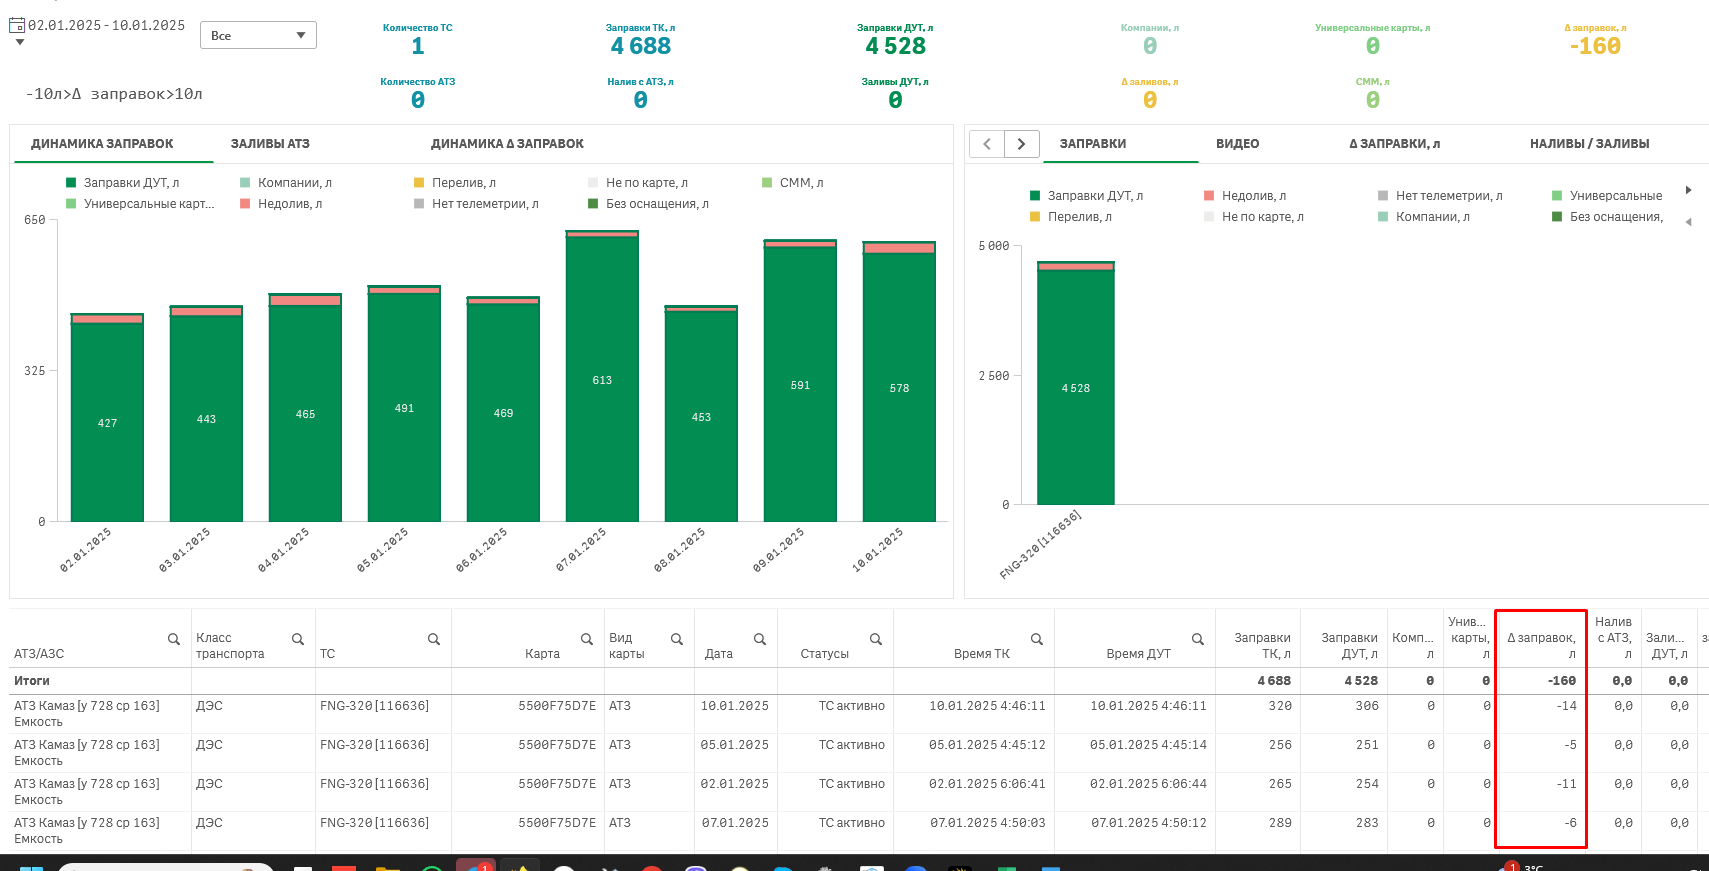 02.01.2025 - 10.01.2025
Все
Количество ТС
1
Заправки ТК, л
4 688
Заправки ДУТ, л
4 528
Компании, л
0
Универсальные карты, л
0
Δ заправок, л
-160
-10л>Δ заправок>10л
Количество АТЗ
0
Налив с АТЗ, л
0
Заливы ДУТ, л
0
Δ заливов, л
0
СММ, л
0
ДИНАМИКА ЗАПРАВОК ЗАЛИВЫ АТЗ ДИНАМИКА Δ ЗАПРАВОК
Заправки ДУТ, л Компании, л Перелив, л Не по карте, л СММ, л
Универсальные карт... Недолив, л Нет телеметрии, л Без оснащения, л
650
325
0
427 443 465 491 469 613 453 591 578
02.01.2025 03.01.2025 04.01.2025 05.01.2025 06.01.2025 07.01.2025 08.01.2025 09.01.2025 10.01.2025
ЗАПРАВКИ ВИДЕО Δ ЗАПРАВКИ, л НАЛИВЫ / ЗАЛИВЫ
Заправки ДУТ, л Недолив, л Нет телеметрии, л Универсальные
Перелив, л Не по карте, л Компании, л Без оснащения,
5 000
2 500
0
4 528
FNG-320 [116636]
АТЗ/АЗС Класс транспорта ТС Карта Вид карты Дата Статусы Время ТК Время ДУТ Заправки ТК, л Заправки ДУТ, л Комп... л Унив... карты, л Δ заправок, л Налив с АТЗ, л Зали... ДУТ, л
Итоги 4 688 4 528 0 0 -160 0,0 0,0
АТЗ Камаз [у 728 ср 163] Емкость ДЭС FNG-320 [116636] 5500F75D7E АТЗ 10.01.2025 ТС активно 10.01.2025 4:46:11 10.01.2025 4:46:11 320 306 0 0 -14 0,0 0,0
АТЗ Камаз [у 728 ср 163] Емкость ДЭС FNG-320 [116636] 5500F75D7E АТЗ 05.01.2025 ТС активно 05.01.2025 4:45:12 05.01.2025 4:45:14 256 251 0 0 -5 0,0 0,0
АТЗ Камаз [у 728 ср 163] Емкость ДЭС FNG-320 [116636] 5500F75D7E АТЗ 02.01.2025 ТС активно 02.01.2025 6:06:41 02.01.2025 6:06:44 265 254 0 0 -11 0,0 0,0
АТЗ Камаз [у 728 ср 163] Емкость ДЭС FNG-320 [116636] 5500F75D7E АТЗ 07.01.2025 ТС активно 07.01.2025 4:50:03 07.01.2025 4:50:12 289 283 0 0 -6 0,0 0,0
1
1
3°C